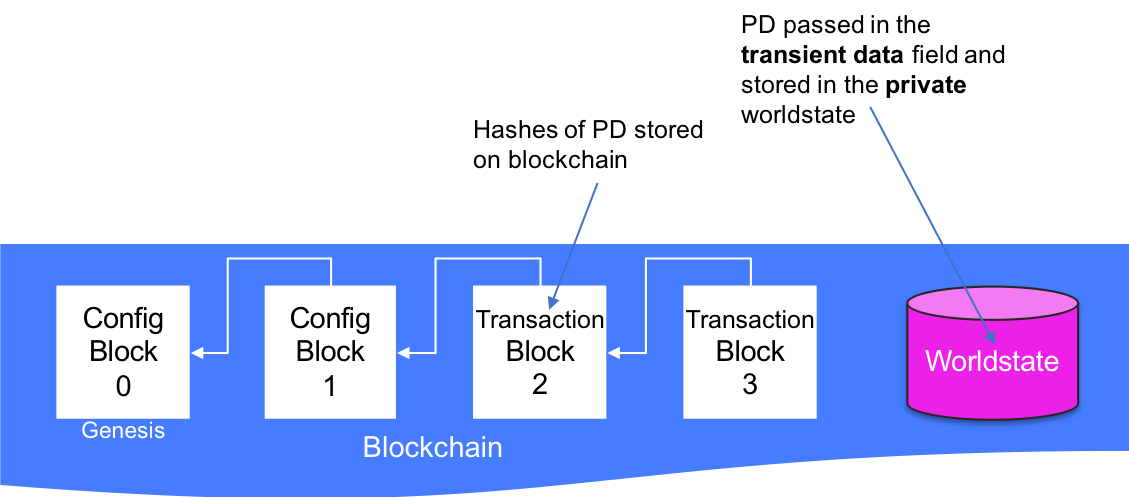 PD passed in the
transient data field and
stored in the private
worldstate
Hashes of PD stored
on blockchain
Config
Block
0
Genesis
Config
Block
1
Transaction
Block
2
Transaction
Block
3
Worldstate
Blockchain